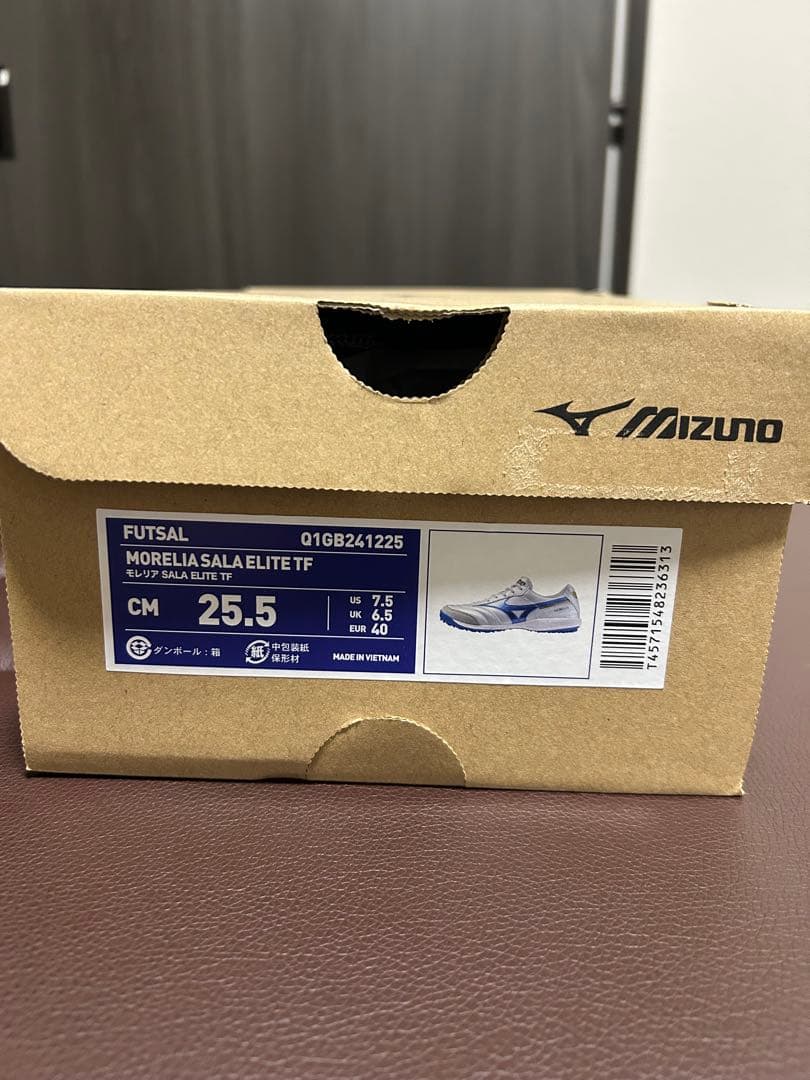 MIZUNO
FUTSAL Q1GB241225
MORELIA SALA ELITE TF
モレリア SALA ELITE TF
CM 25.5
US 7.5
UK 6.5
EUR 40
ダンボール：箱
紙 中包装紙
保形材
MADE IN VIETNAM
T4571548236313